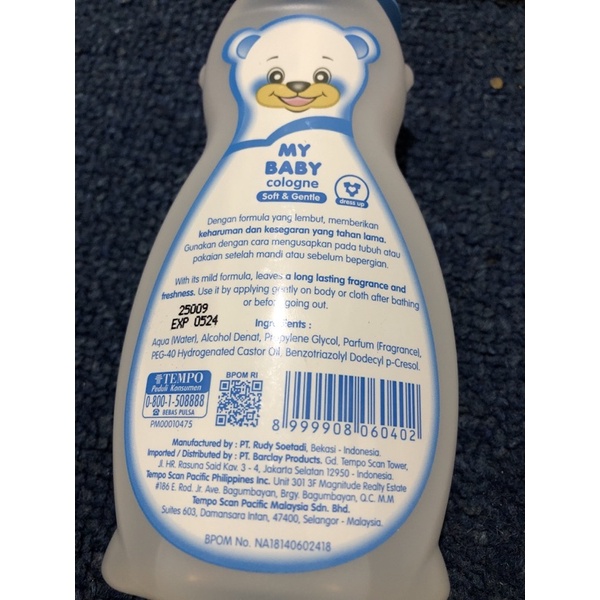 MY
BABY
cologne
Soft & Gentle
dress up
Dengan formula yang lembut, memberikan
keharuman dan kesegaran yang tahan lama.
Gunakan dengan cara mengusapkan pada tubuh atau
pakaian setelah mandi atau sebelum bepergian.
With its mild formula, leaves a long lasting fragrance and
freshness. Use it by applying gently on body or cloth after bathing
or before going out.
25009
EXP 0524
Ingredients :
Aqua (Water), Alcohol Denat, Propylene Glycol, Parfum (Fragrance),
PEG-40 Hydrogenated Castor Oil, Benzotriazolyl Dodecyl p-Cresol.
TEMPO
Peduli Konsumen
0-800-1-508888
BEBAS PULSA
PM00010475
BPOM RI
8 999908 060402
Manufactured by : PT. Rudy Soetadi, Bekasi - Indonesia.
Imported / Distributed by : PT. Barclay Products. Gd. Tempo Scan Tower,
Jl. HR. Rasuna Said Kav. 3 - 4, Jakarta Selatan 12950 - Indonesia.
Tempo Scan Pacific Philippines Inc. Unit 301 3F Magnitude Realty Estate
#186 E. Rod. Jr. Ave. Bagumbayan, Brgy. Bagumbayan, Q.C. M.M
Tempo Scan Pacific Malaysia Sdn. Bhd.
Suites 603, Damansara Intan, 47400, Selangor - Malaysia.
BPOM No. NA18140602418